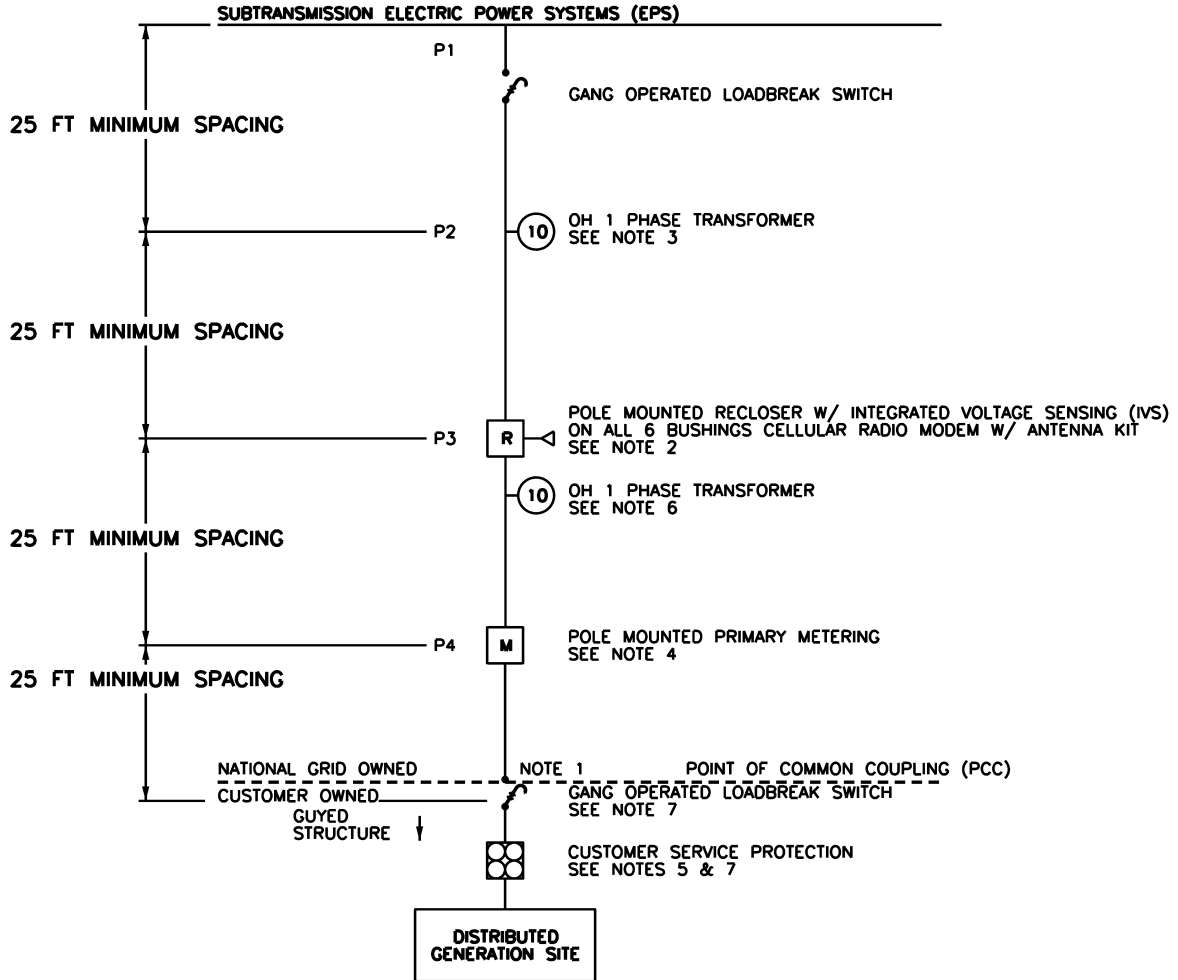 SUBTRANSMISSION ELECTRIC POWER SYSTEMS (EPS)
P1
GANG OPERATED LOADBREAK SWITCH
25 FT MINIMUM SPACING
P2
10
OH 1 PHASE TRANSFORMER
SEE NOTE 3
25 FT MINIMUM SPACING
P3
R
POLE MOUNTED RECLOSER W/ INTEGRATED VOLTAGE SENSING (IVS)
ON ALL 6 BUSHINGS CELLULAR RADIO MODEM W/ ANTENNA KIT
SEE NOTE 2
10
OH 1 PHASE TRANSFORMER
SEE NOTE 6
25 FT MINIMUM SPACING
P4
M
POLE MOUNTED PRIMARY METERING
SEE NOTE 4
25 FT MINIMUM SPACING
NATIONAL GRID OWNED
NOTE 1
POINT OF COMMON COUPLING (PCC)
CUSTOMER OWNED
GANG OPERATED LOADBREAK SWITCH
SEE NOTE 7
GUYED
STRUCTURE
CUSTOMER SERVICE PROTECTION
SEE NOTES 5 & 7
DISTRIBUTED
GENERATION SITE